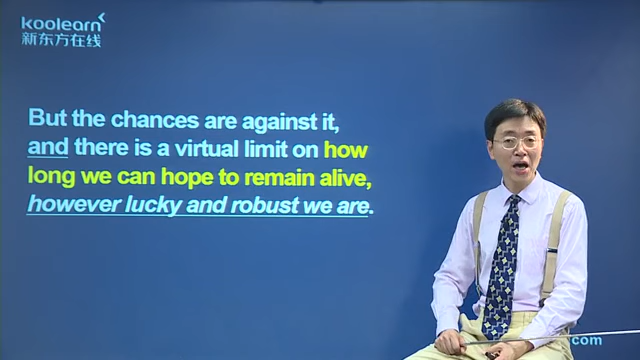 koolearn
新东方在线
But the chances are against it,
and there is a virtual limit on how
long we can hope to remain alive,
however lucky and robust we are.
com